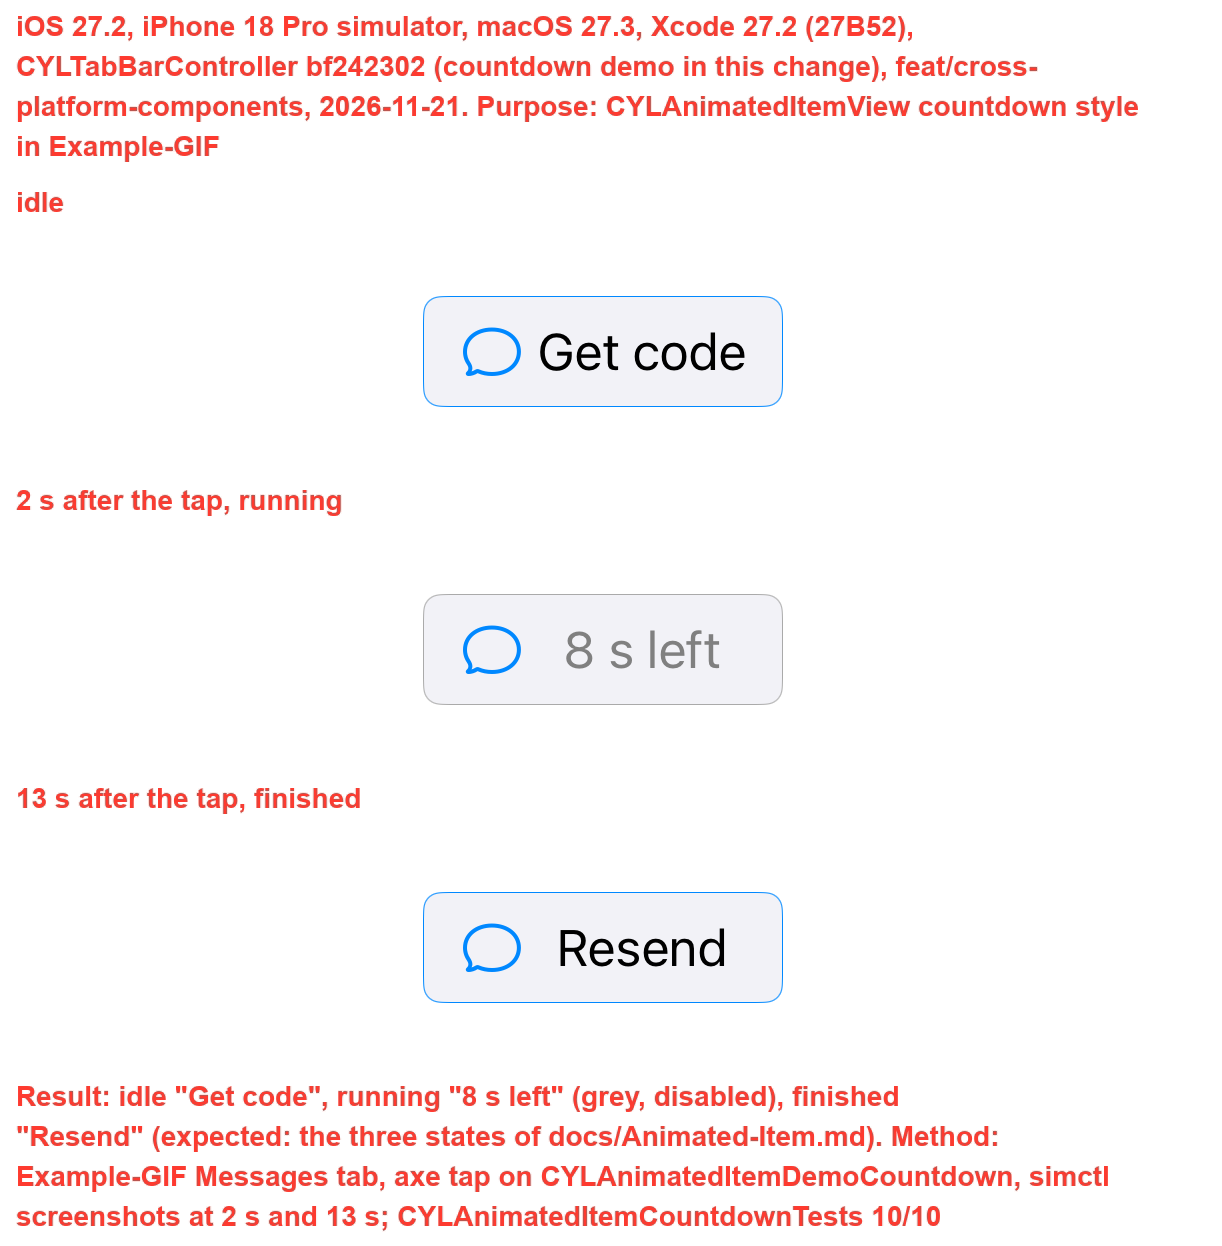 iOS 27.2, iPhone 18 Pro simulator, macOS 27.3, Xcode 27.2 (27B52),
CYLTabBarController bf242302 (countdown demo in this change), feat/cross-
platform-components, 2026-11-21. Purpose: CYLAnimatedItemView countdown style
in Example-GIF
idle
Get code
2 s after the tap, running
8 s left
13 s after the tap, finished
Resend
Result: idle "Get code", running "8 s left" (grey, disabled), finished
"Resend" (expected: the three states of docs/Animated-Item.md). Method:
Example-GIF Messages tab, axe tap on CYLAnimatedItemDemoCountdown, simctl
screenshots at 2 s and 13 s; CYLAnimatedItemCountdownTests 10/10